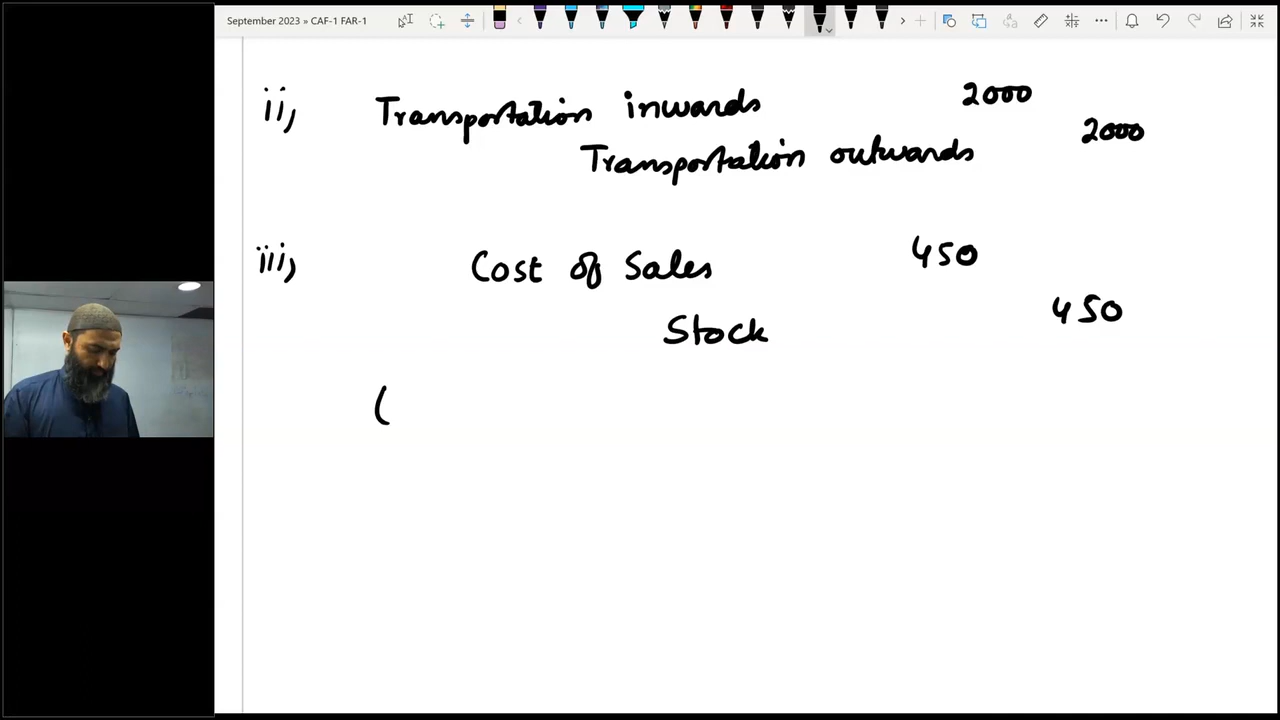 September 2023 » CAF-1 FAR-1
ii, Transportation inwards 2000
Transportation outwards 2000
iii, Cost of Sales 450
Stock 450
(